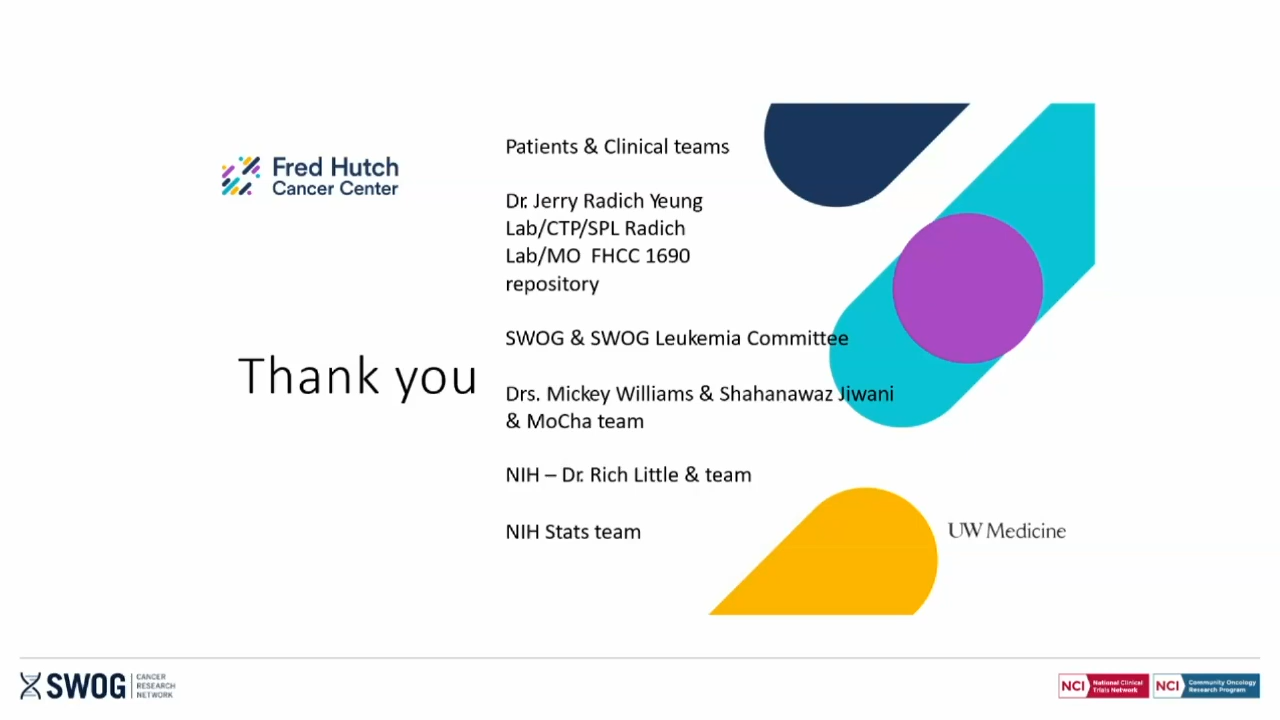 Fred Hutch
Cancer Center
Thank you
Patients & Clinical teams
Dr. Jerry Radich Yeung
Lab/CTP/SPL Radich
Lab/MO FHCC 1690
repository
SWOG & SWOG Leukemia Committee
Drs. Mickey Williams & Shahanawaz Jiwani
& MoCha team
NIH – Dr. Rich Little & team
NIH Stats team
UW Medicine
SWOG
CANCER
RESEARCH
NETWORK
NCI
National Clinical
Trials Network
NCI
Community Oncology
Research Program